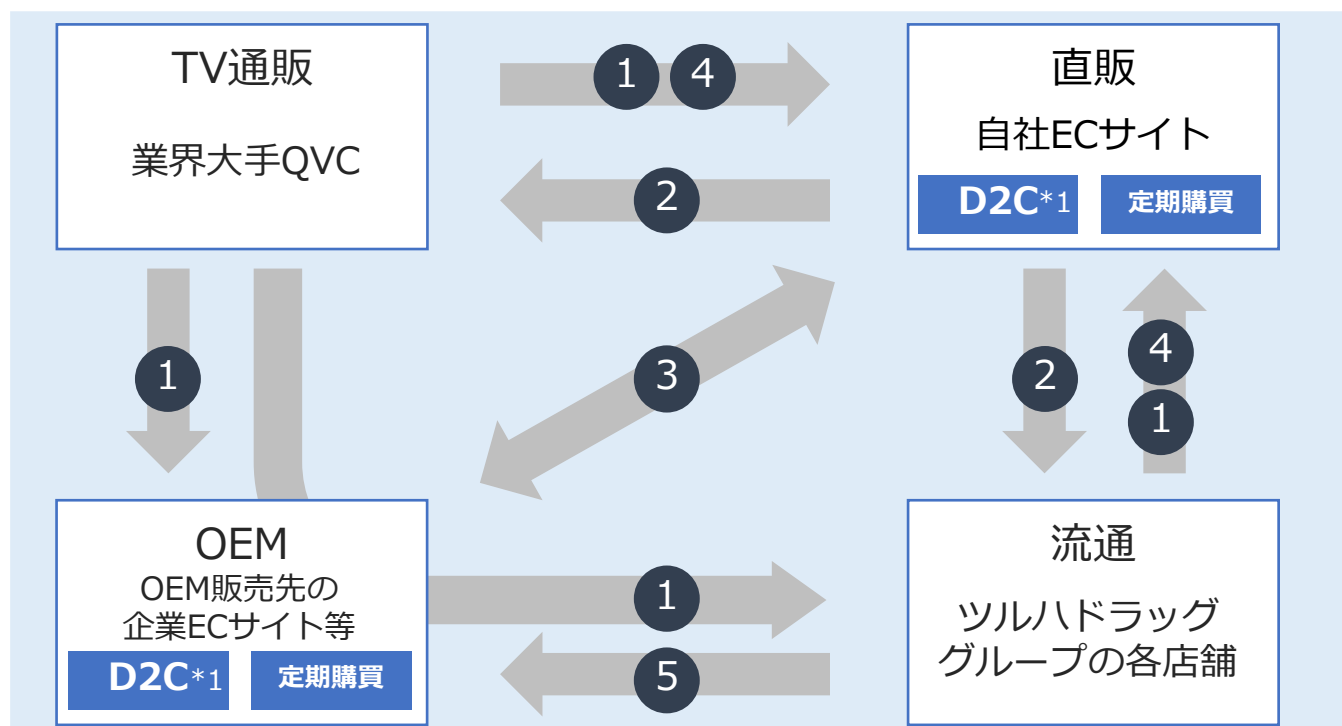 TV通販
業界大手QVC
1 4
2
直販
自社ECサイト
D2C*1 定期購買
1
3
2
4
1
OEM
OEM販売先の
企業ECサイト等
D2C*1 定期購買
1
5
流通
ツルハドラッグ
グループの各店舗